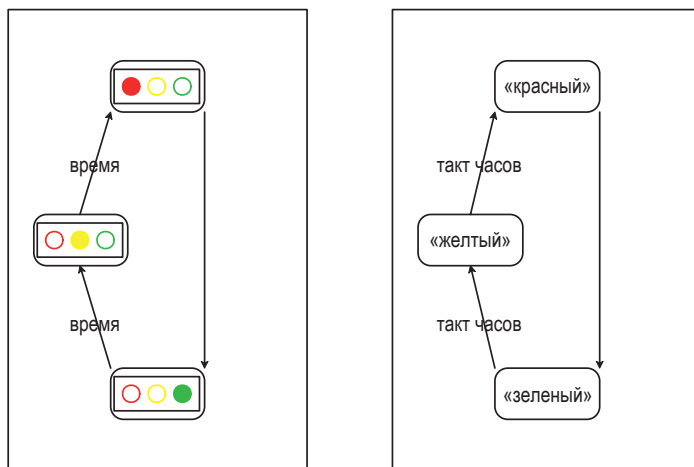 время
время
«красный»
такт часов
«желтый»
такт часов
«зеленый»